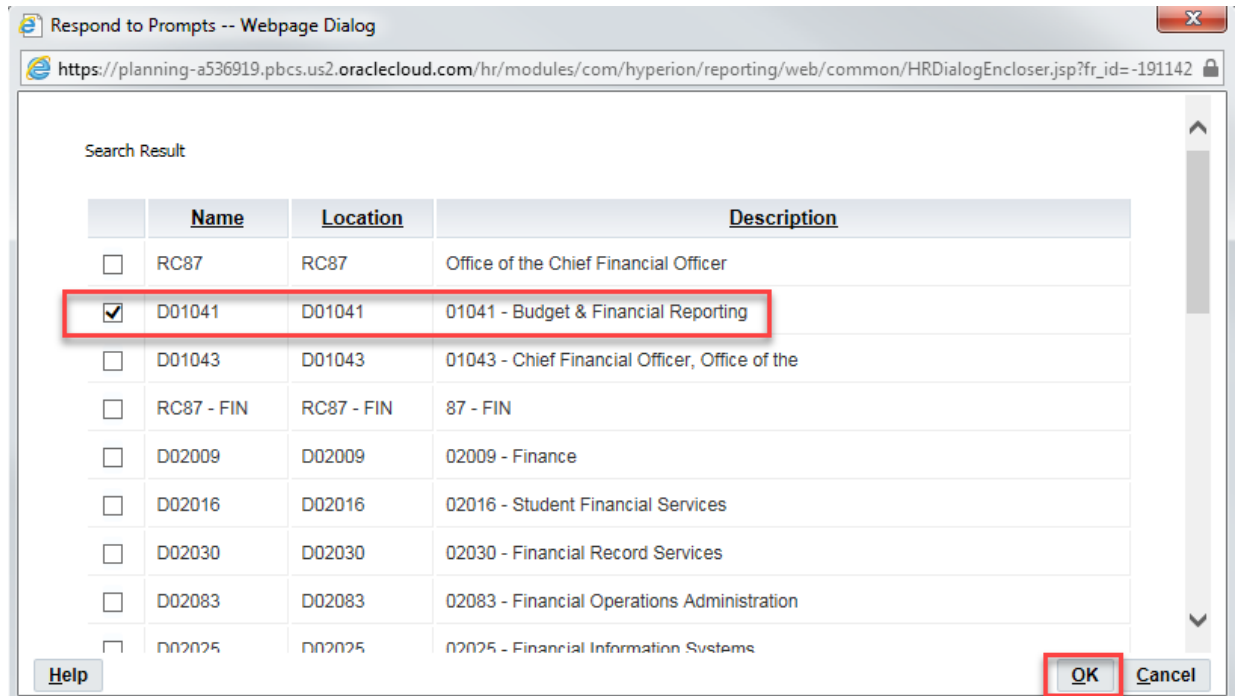 Respond to Prompts -- Webpage Dialog
x
https://planning-a536919.pbcs.us2.oraclecloud.com/hr/modules/com/hyperion/reporting/web/common/HRDialogEncloser.jsp?fr_id=-191142
Search Result
Name Location Description
RC87 RC87 Office of the Chief Financial Officer
D01041 D01041 01041 - Budget & Financial Reporting
D01043 D01043 01043 - Chief Financial Officer, Office of the
RC87 - FIN RC87 - FIN 87 - FIN
D02009 D02009 02009 - Finance
D02016 D02016 02016 - Student Financial Services
D02030 D02030 02030 - Financial Record Services
D02083 D02083 02083 - Financial Operations Administration
D02025 D02025 02025 - Financial Information Systems
Help OK Cancel